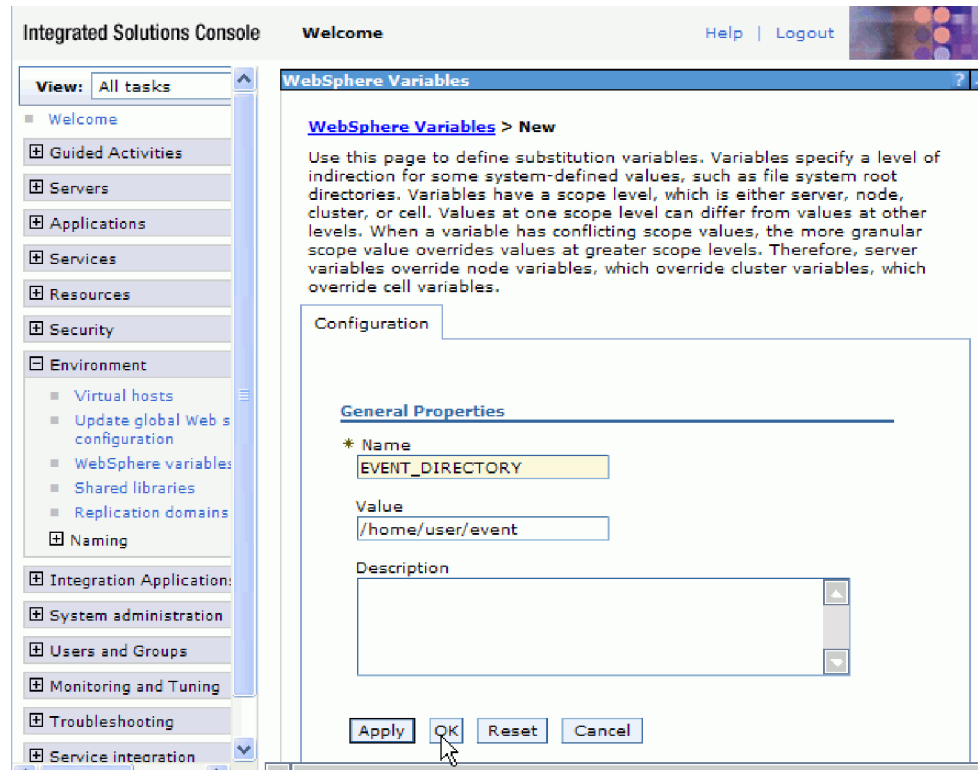 Integrated Solutions Console
Welcome
Help | Logout
View: All tasks
Welcome
Guided Activities
Servers
Applications
Services
Resources
Security
Environment
Virtual hosts
Update global Web s
configuration
WebSphere variables
Shared libraries
Replication domains
Naming
Integration Applications
System administration
Users and Groups
Monitoring and Tuning
Troubleshooting
Service integration
WebSphere Variables
?
WebSphere Variables > New
Use this page to define substitution variables. Variables specify a level of
indirection for some system-defined values, such as file system root
directories. Variables have a scope level, which is either server, node,
cluster, or cell. Values at one scope level can differ from values at other
levels. When a variable has conflicting scope values, the more granular
scope value overrides values at greater scope levels. Therefore, server
variables override node variables, which override cluster variables, which
override cell variables.
Configuration
General Properties
* Name
EVENT_DIRECTORY
Value
/home/user/event
Description
Apply OK Reset Cancel